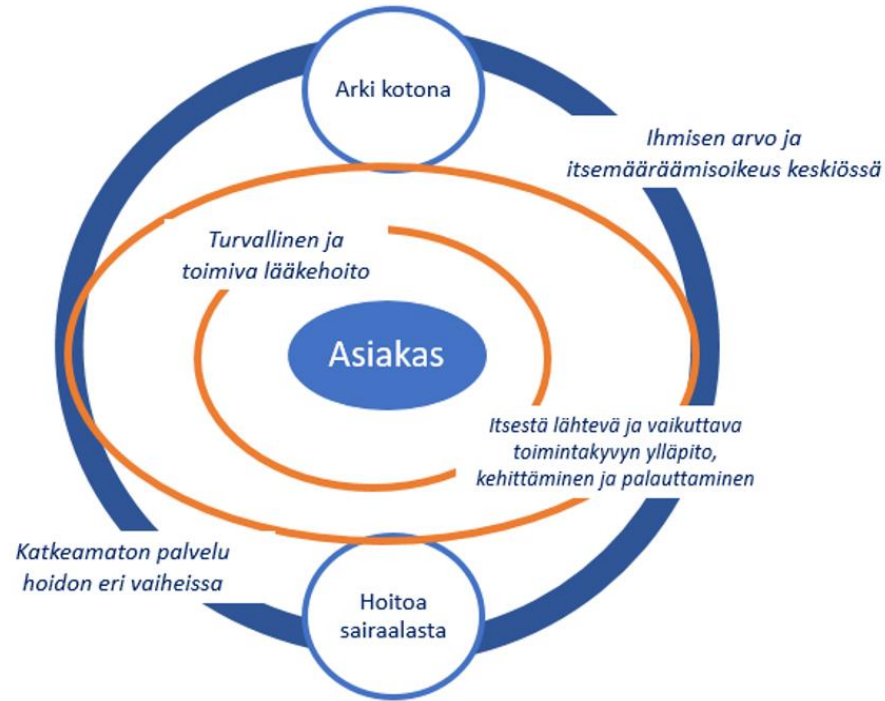 Arki kotona
Ihmisen arvo ja
itsemääräämisoikeus keskiössä
Turvallinen ja
toimiva lääkehoito
Asiakas
Itsestä lähtevä ja vaikuttava
toimintakyvyn ylläpito,
kehittäminen ja palauttaminen
Katkeamaton palvelu
hoidon eri vaiheissa
Hoitoa
sairaalasta